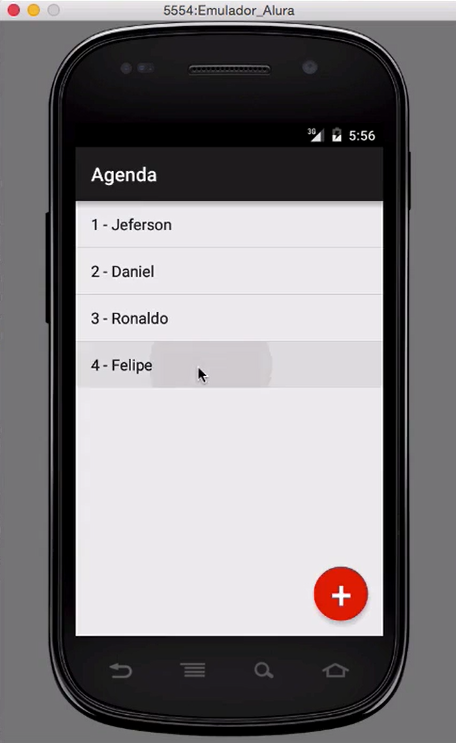 5554:Emulador_Alura
3G 5:56
Agenda
1 - Jeferson
2 - Daniel
3 - Ronaldo
4 - Felipe
+